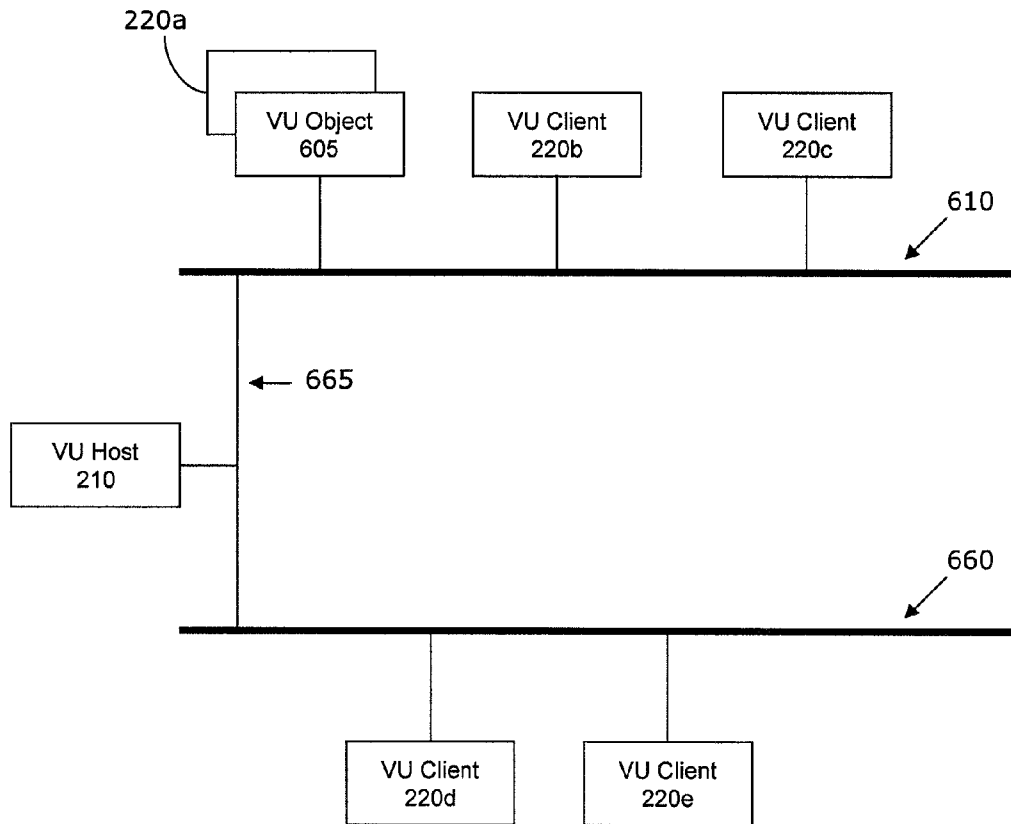 220a
VU Object
605
VU Client
220b
VU Client
220c
610
665
VU Host
210
660
VU Client
220d
VU Client
220e